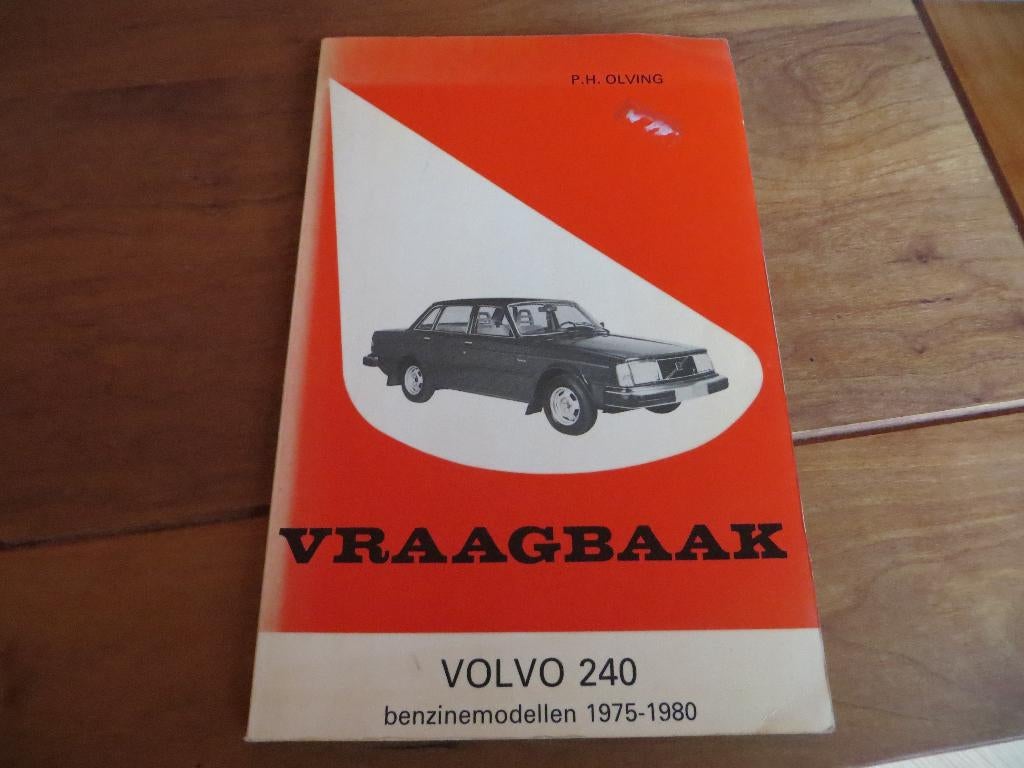 P.H. OLVING
VRAAGBAAK
VOLVO 240
benzinemodellen 1975-1980